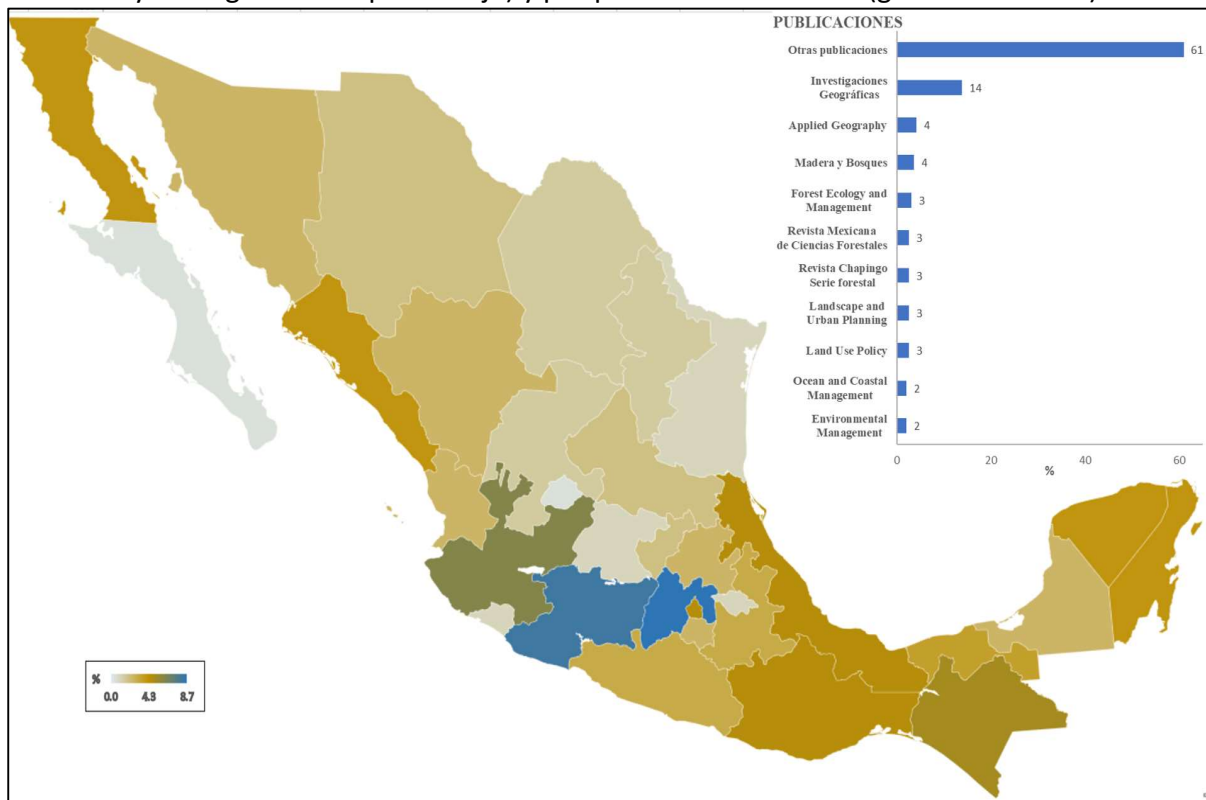 PUBLICACIONES
Otras publicaciones
61
Investigaciones
Geográficas
14
Applied Geography
4
Madera y Bosques
4
Forest Ecology and
Management
3
Revista Mexicana
de Ciencias Forestales
3
Revista Chapingo
Serie forestal
3
Landscape and
Urban Planning
3
Land Use Policy
3
Ocean and Coastal
Management
2
Environmental
Management
2
0 20 40 60
%
%
0.0 4.3 8.7